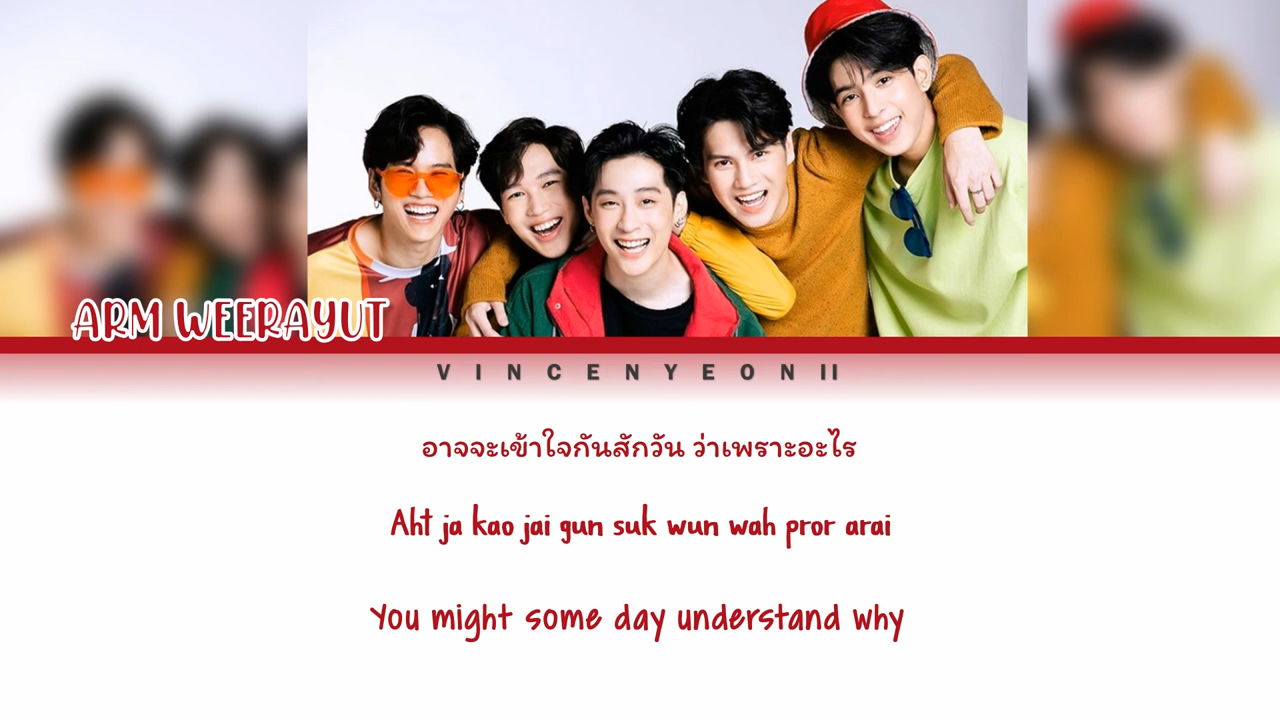 ARM WEERAYUT
VINCENYEON II
อาจจะเข้าใจกันสักวัน ว่าเพราะอะไร
Aht ja kao jai gun suk wun wah pror arai
You might some day understand why